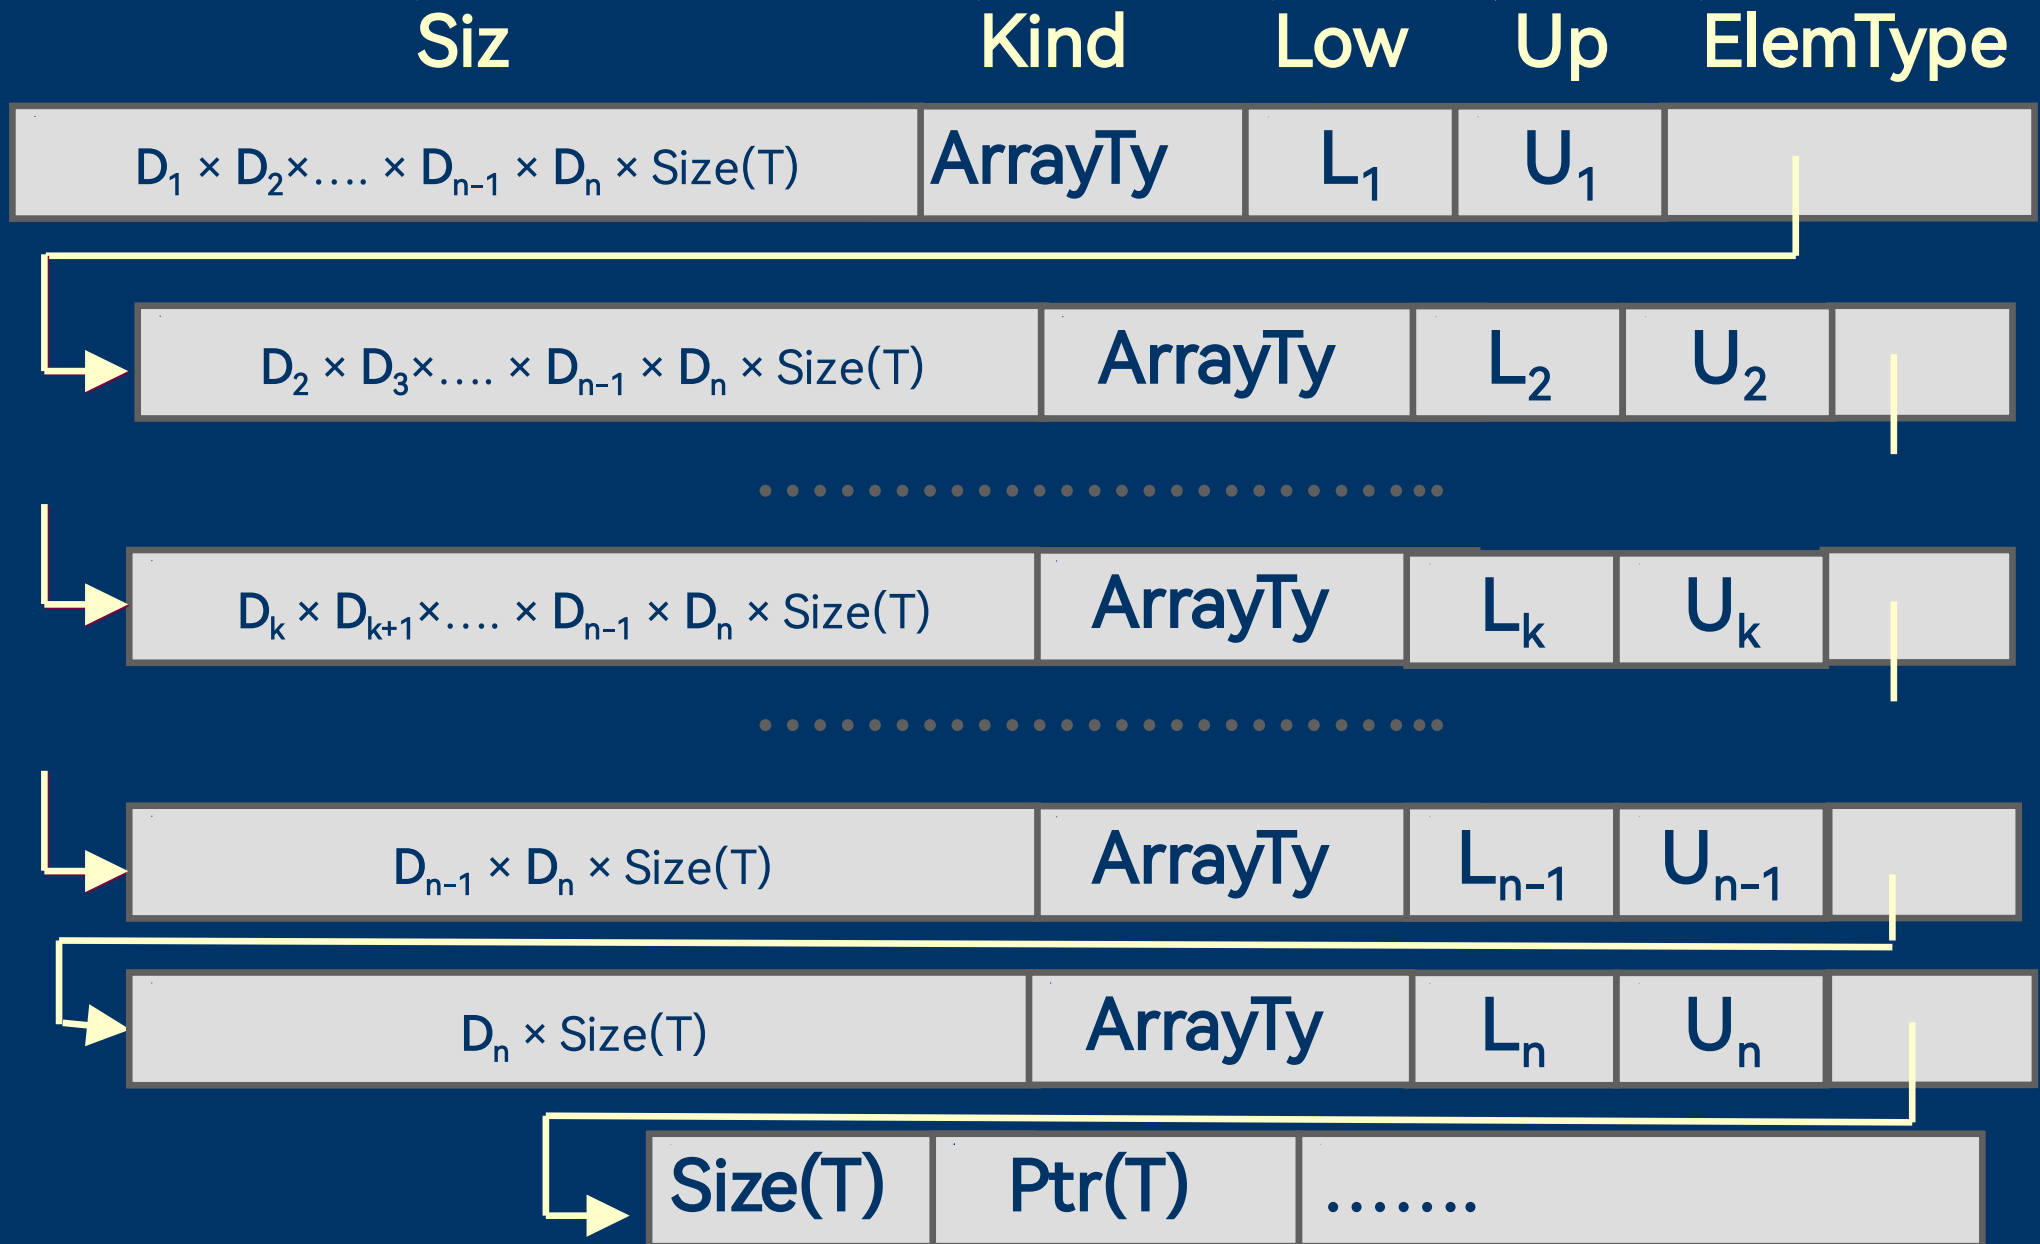 Siz Kind Low Up ElemType
D₁ × D₂×.... × Dₙ₋₁ × Dₙ × Size(T) ArrayTy L₁ U₁
D₂ × D₃×.... × Dₙ₋₁ × Dₙ × Size(T) ArrayTy L₂ U₂
Dₖ × Dₖ₊₁×.... × Dₙ₋₁ × Dₙ × Size(T) ArrayTy Lₖ Uₖ
Dₙ₋₁ × Dₙ × Size(T) ArrayTy Lₙ₋₁ Uₙ₋₁
Dₙ × Size(T) ArrayTy Lₙ Uₙ
Size(T) Ptr(T) .......